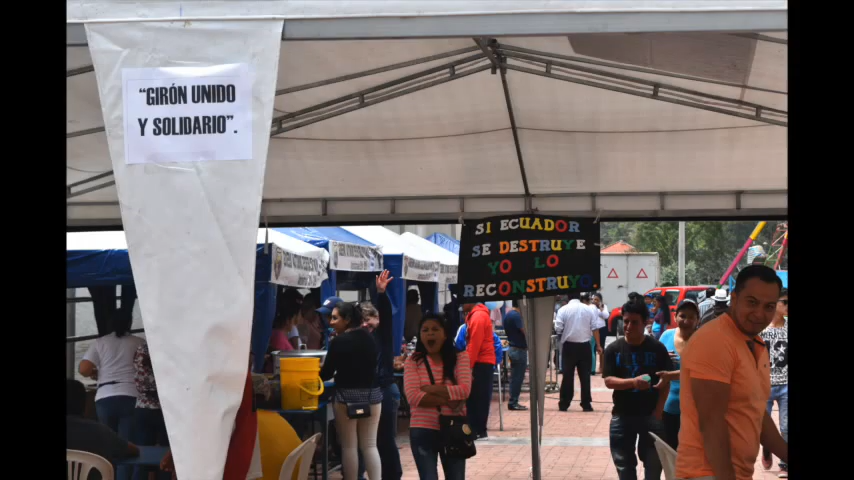 “GIRÓN UNIDO
Y SOLIDARIO”.
SI ECUADOR
SE DESTRUYE
YO LO
RECONSTRUYO